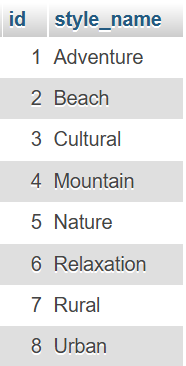 id style_name
1 Adventure
2 Beach
3 Cultural
4 Mountain
5 Nature
6 Relaxation
7 Rural
8 Urban